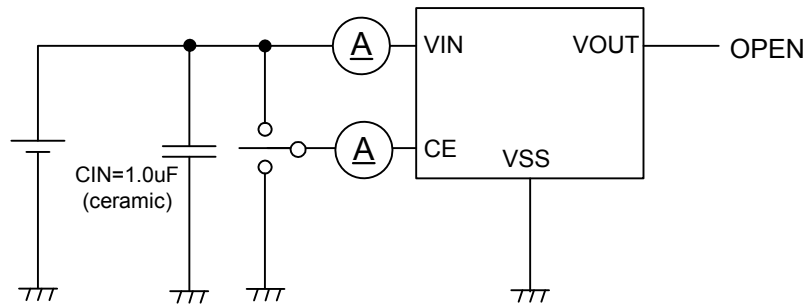 A
VIN
VOUT
OPEN
A
CE
VSS
CIN=1.0uF
(ceramic)